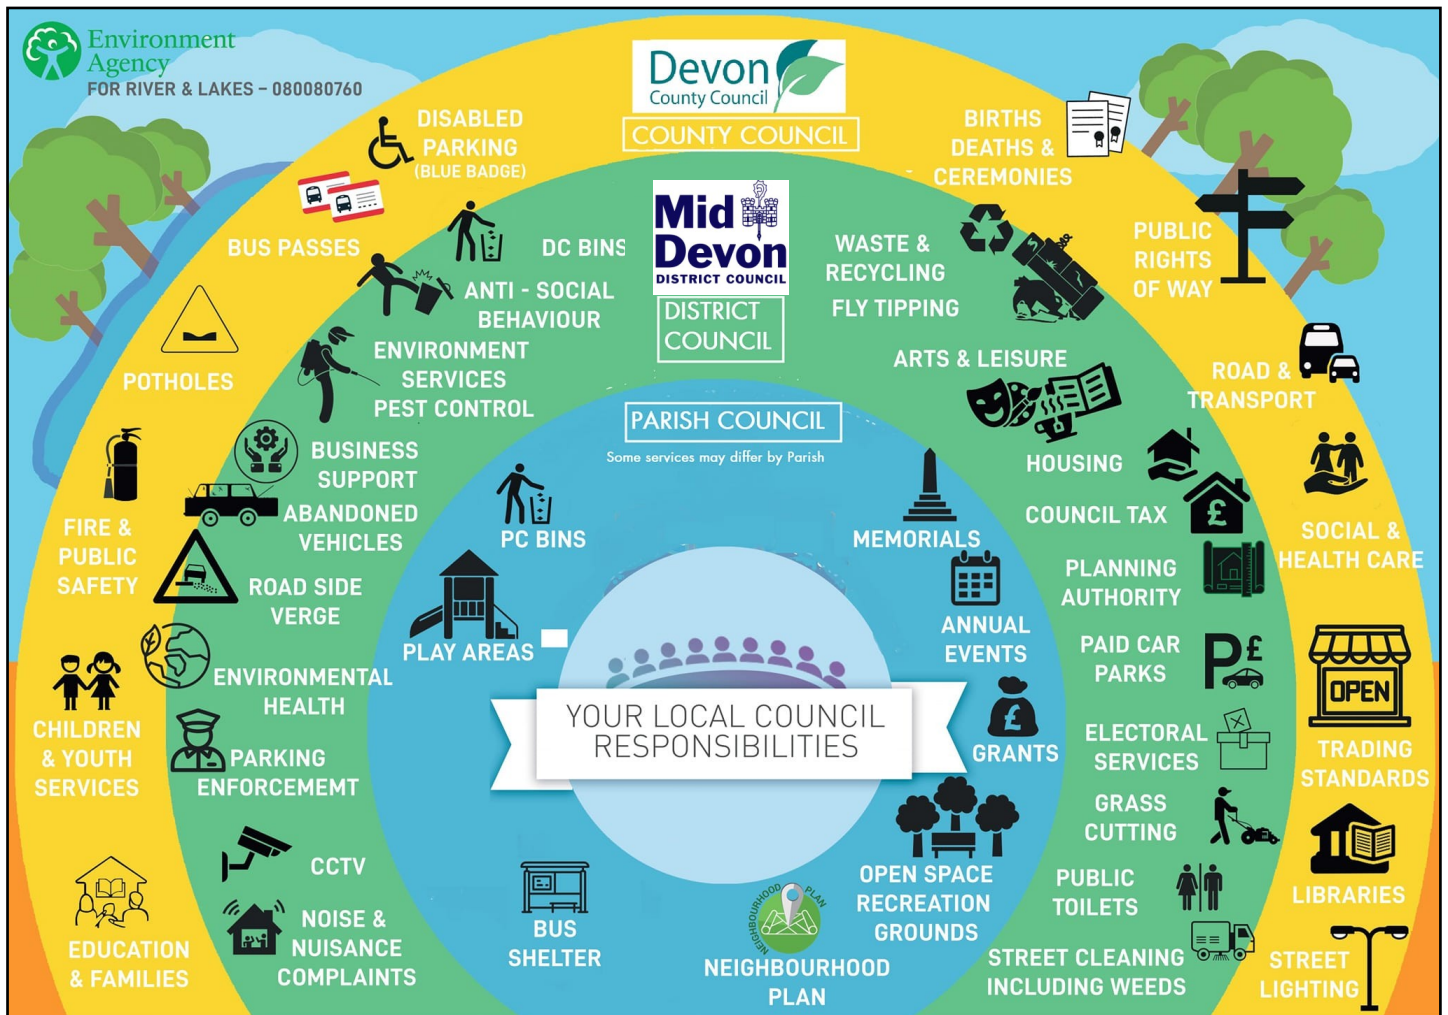 Environment
Agency
FOR RIVER & LAKES – 080080760
Devon
County Council
COUNTY COUNCIL
DISABLED
PARKING
(BLUE BADGE)
BIRTHS
DEATHS &
CEREMONIES
BUS PASSES
PUBLIC
RIGHTS
OF WAY
POTHOLES
ROAD &
TRANSPORT
FIRE &
PUBLIC
SAFETY
SOCIAL &
HEALTH CARE
CHILDREN
& YOUTH
SERVICES
OPEN
TRADING
STANDARDS
EDUCATION
& FAMILIES
LIBRARIES
STREET
LIGHTING
Mid
Devon
DISTRICT COUNCIL
DISTRICT
COUNCIL
DC BINS
WASTE &
RECYCLING
ANTI - SOCIAL
BEHAVIOUR
FLY TIPPING
ENVIRONMENT
SERVICES
PEST CONTROL
ARTS & LEISURE
BUSINESS
SUPPORT
HOUSING
ABANDONED
VEHICLES
COUNCIL TAX
£
ROAD SIDE
VERGE
PLANNING
AUTHORITY
ENVIRONMENTAL
HEALTH
PAID CAR
PARKS
P£
PARKING
ENFORCEMEMT
ELECTORAL
SERVICES
GRASS
CUTTING
CCTV
PUBLIC
TOILETS
NOISE &
NUISANCE
COMPLAINTS
STREET CLEANING
INCLUDING WEEDS
PARISH COUNCIL
Some services may differ by Parish
PC BINS
MEMORIALS
PLAY AREAS
ANNUAL
EVENTS
£
GRANTS
YOUR LOCAL COUNCIL
RESPONSIBILITIES
BUS
SHELTER
NEIGHBOURHOOD PLAN
NEIGHBOURHOOD
PLAN
OPEN SPACE
RECREATION
GROUNDS